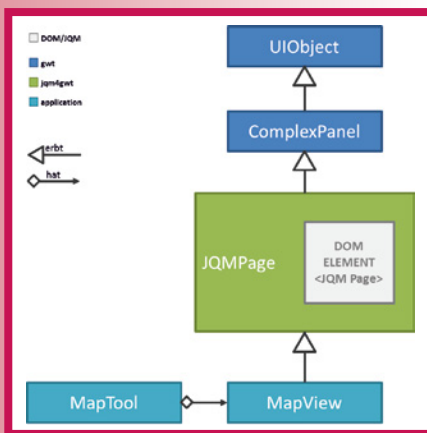 DOM/JQM
gwt
jqm4gwt
application
erbt
hat
UIObject
ComplexPanel
JQMPage
DOM
ELEMENT
<JQM Page>
MapTool
MapView